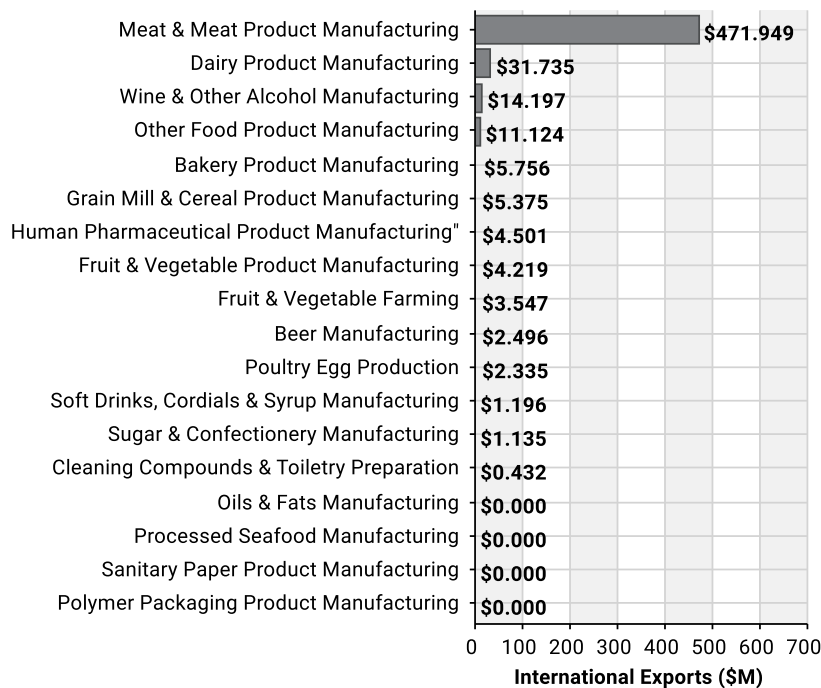 Meat & Meat Product Manufacturing $471.949
Dairy Product Manufacturing $31.735
Wine & Other Alcohol Manufacturing $14.197
Other Food Product Manufacturing $11.124
Bakery Product Manufacturing $5.756
Grain Mill & Cereal Product Manufacturing $5.375
Human Pharmaceutical Product Manufacturing" $4.501
Fruit & Vegetable Product Manufacturing $4.219
Fruit & Vegetable Farming $3.547
Beer Manufacturing $2.496
Poultry Egg Production $2.335
Soft Drinks, Cordials & Syrup Manufacturing $1.196
Sugar & Confectionery Manufacturing $1.135
Cleaning Compounds & Toiletry Preparation $0.432
Oils & Fats Manufacturing $0.000
Processed Seafood Manufacturing $0.000
Sanitary Paper Product Manufacturing $0.000
Polymer Packaging Product Manufacturing $0.000
0 100 200 300 400 500 600 700
International Exports ($M)